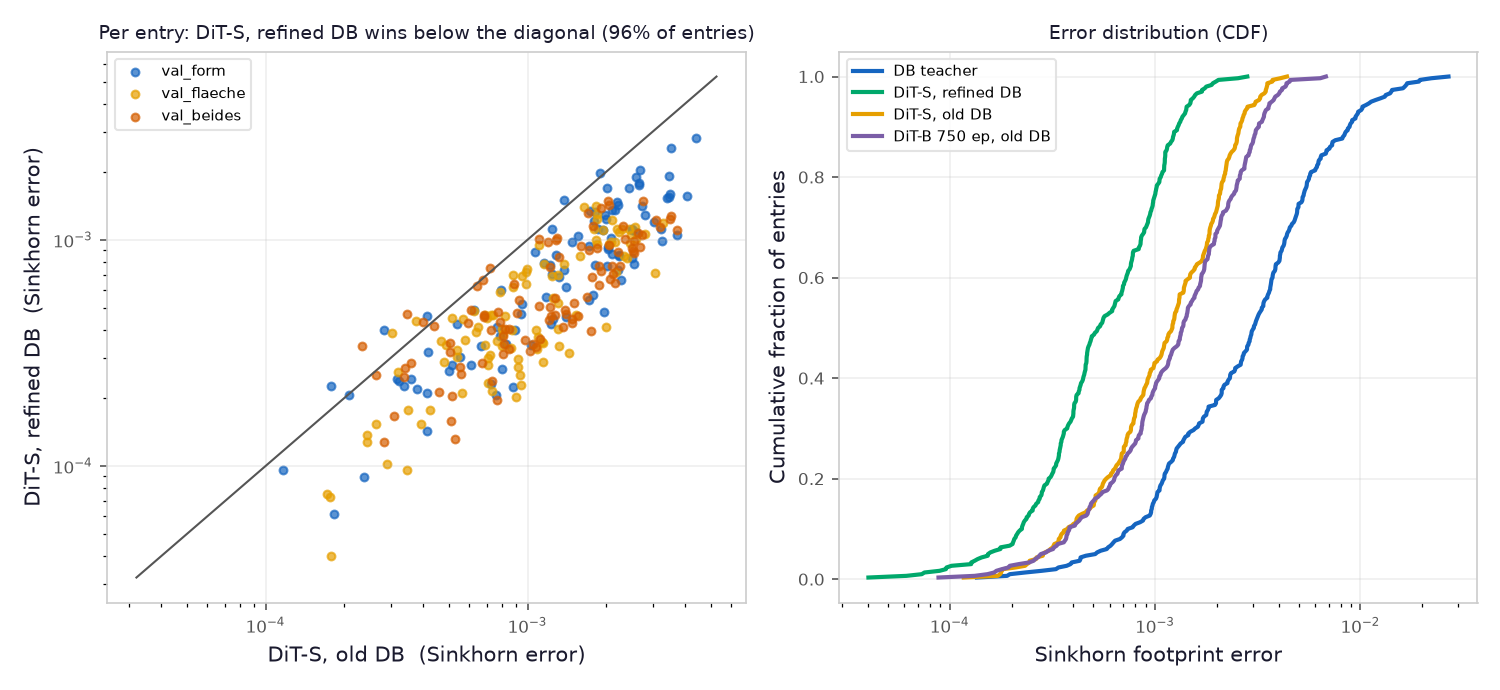 Per entry: DiT-S, refined DB wins below the diagonal (96% of entries)
val_form
val_flaeche
val_beides
DiT-S, refined DB  (Sinkhorn error)
10⁻³
10⁻⁴
10⁻⁴
10⁻³
DiT-S, old DB  (Sinkhorn error)
Error distribution (CDF)
DB teacher
DiT-S, refined DB
DiT-S, old DB
DiT-B 750 ep, old DB
Cumulative fraction of entries
1.0
0.8
0.6
0.4
0.2
0.0
10⁻⁴
10⁻³
10⁻²
Sinkhorn footprint error